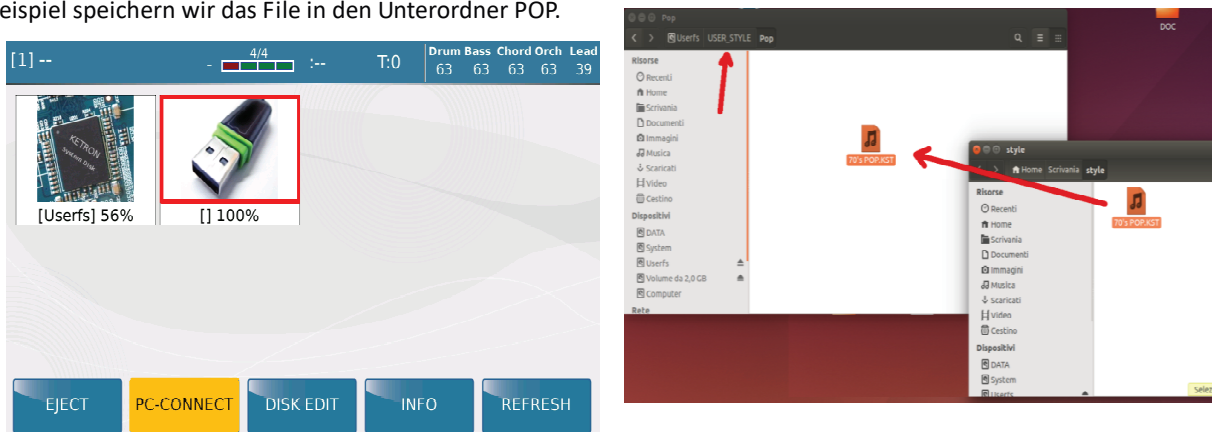 eispiel speichern wir das File in den Unterordner POP.
[1] --
4/4
- :--
T:0
Drum Bass Chord Orch Lead
63 63 63 63 39
KETRON
System Disk
[Userfs] 56%
[] 100%
EJECT
PC-CONNECT
DISK EDIT
INFO
REFRESH
DOC
Pop
< > Userfs USER_STYLE Pop
Risorse
Recenti
Home
Scrivania
Documenti
Immagini
Musica
Scaricati
Video
Cestino
Dispositivi
DATA
System
Userfs
Volume da 2,0 GB
Computer
Rete
70's POP.KST
style
Home Scrivania style
Risorse
Recenti
Home
Scrivania
Documenti
Immagini
Musica
Scaricati
Video
Cestino
Dispositivi
DATA
System
Userfs
70's POP.KST
Selez